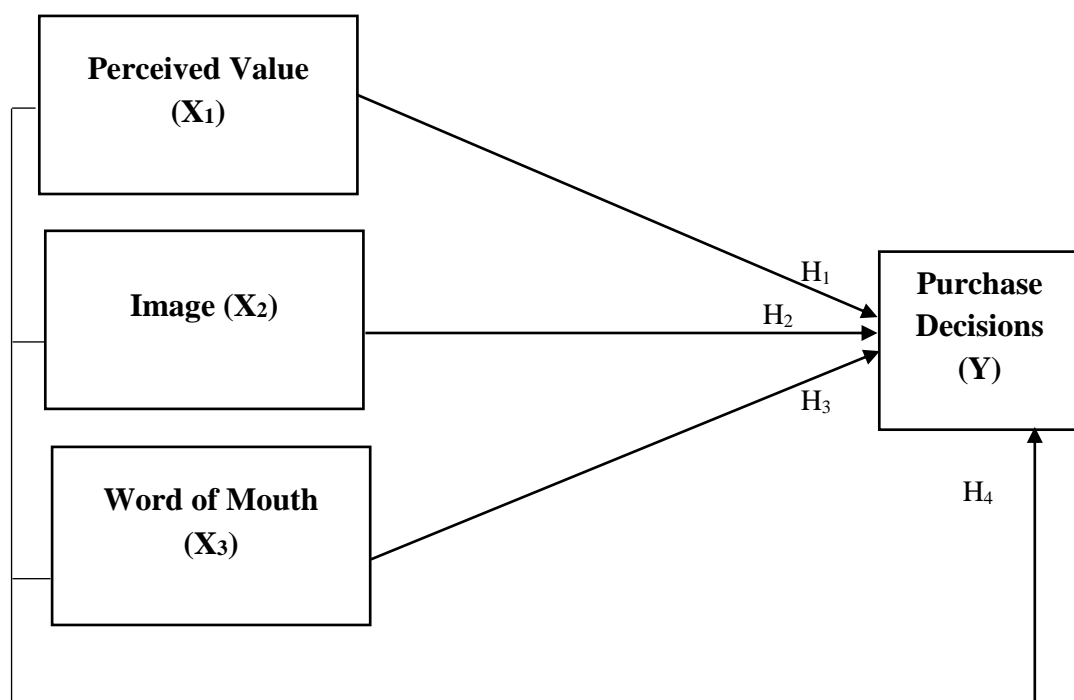 Perceived Value
(X₁)
H₁
Image (X₂)
H₂
Purchase
Decisions
(Y)
H₃
Word of Mouth
(X₃)
H₄